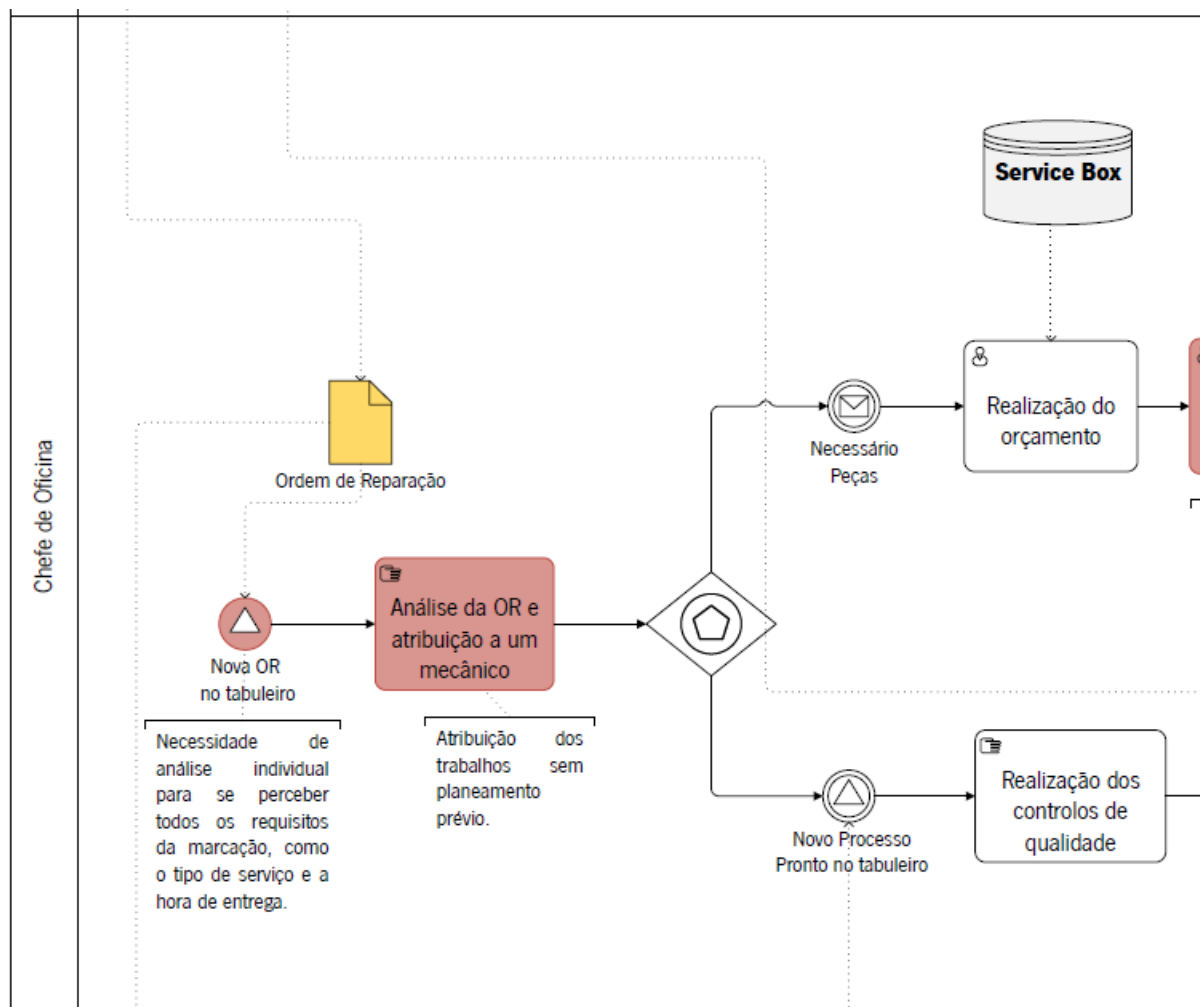 Chefe de Oficina
Service Box
Realização do
orçamento
Necessário
Peças
Ordem de Reparação
Análise da OR e
atribuição a um
mecânico
Nova OR
no tabuleiro
Necessidade de
análise individual
para se perceber
todos os requisitos
da marcação, como
o tipo de serviço e a
hora de entrega.
Atribuição dos
trabalhos sem
planeamento
prévio.
Novo Processo
Pronto no tabuleiro
Realização dos
controlos de
qualidade